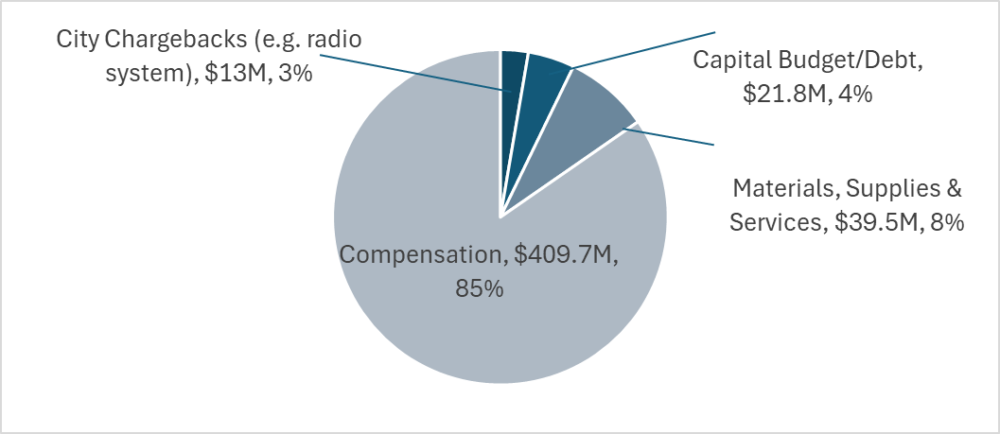 City Chargebacks (e.g. radio
system), $13M, 3%
Capital Budget/Debt,
$21.8M, 4%
Materials, Supplies &
Services, $39.5M, 8%
Compensation, $409.7M,
85%